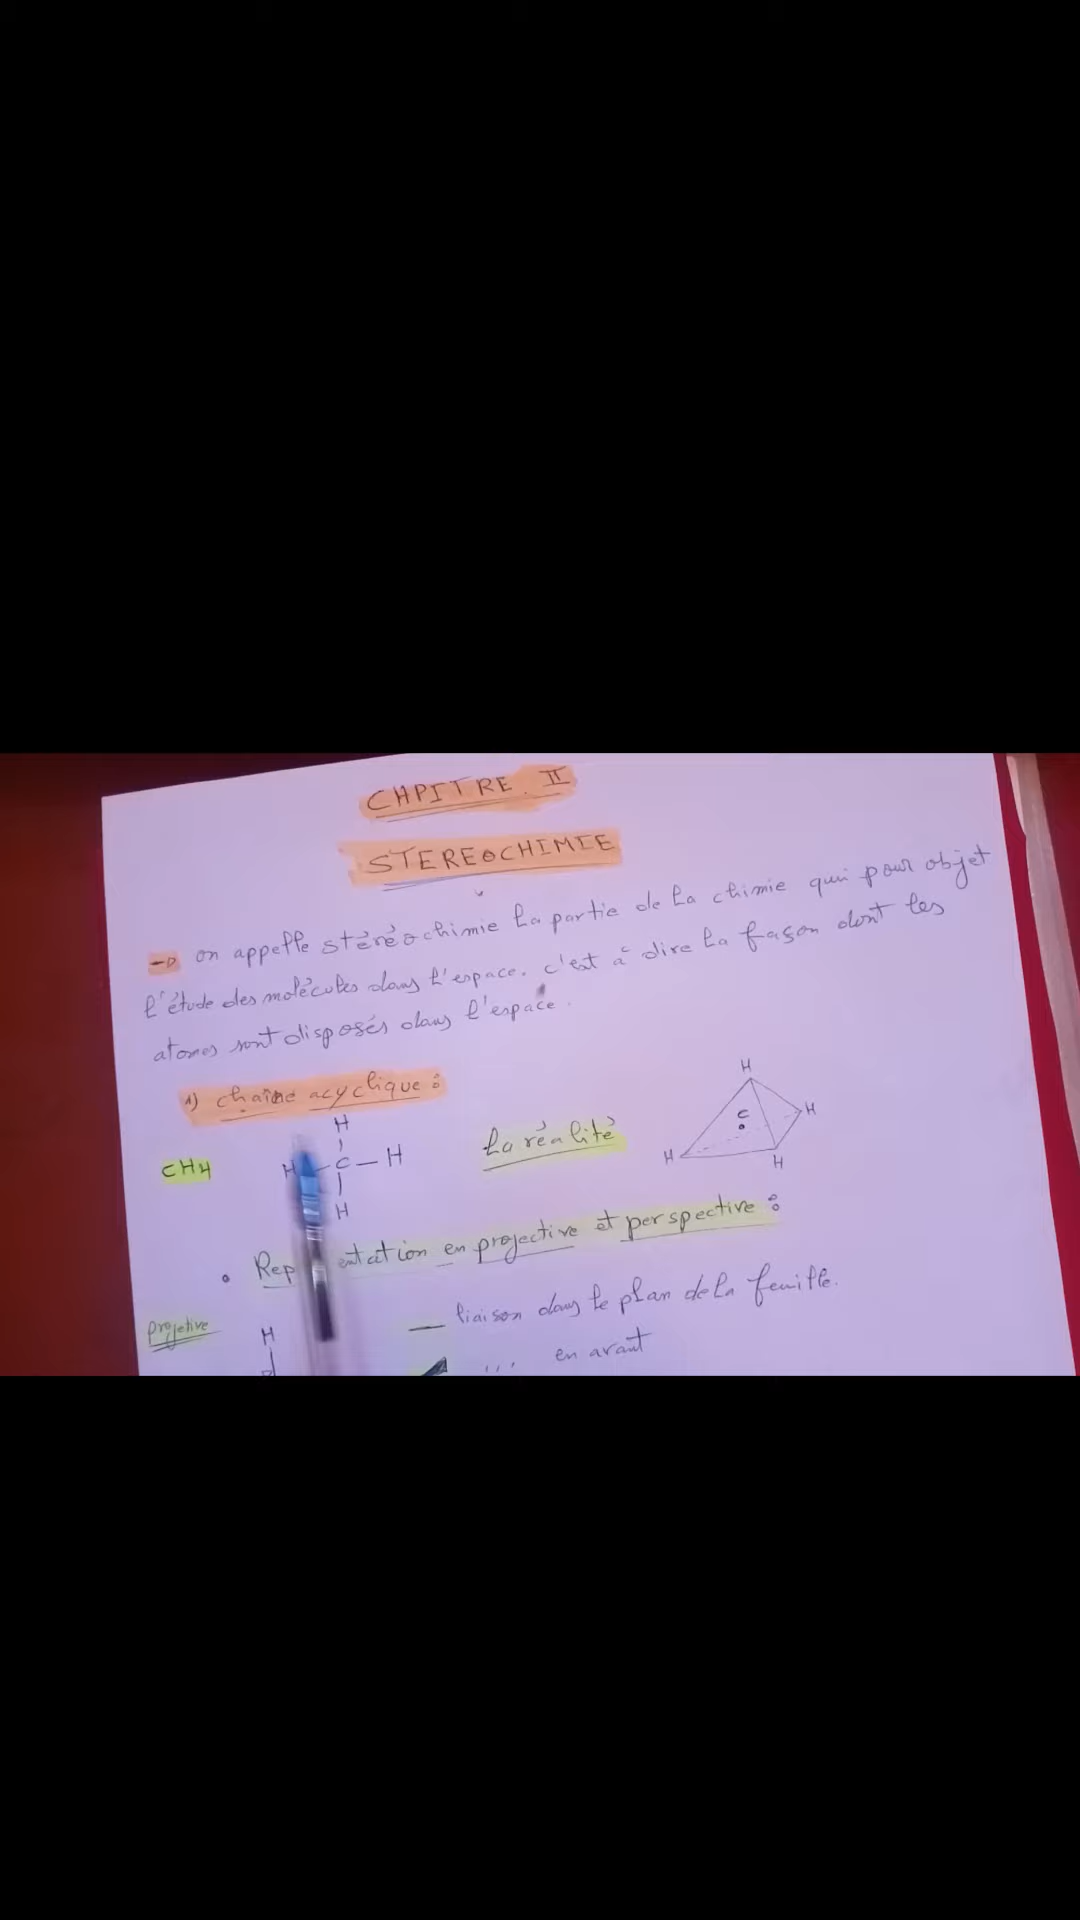 CHPITRE. II
STEREOCHIMIE
on appelle stéréochimie la partie de la chimie qui pour objet
l'étude des molécules dans l'espace. c'est à dire la façon dont les
atomes sont disposés dans l'espace.
1) chaîne acyclique :
H
CH4 H C — H
H
La réalité
H
C
H
H
H
• Rep entation en projective et perspective :
projetive
H
— liaison dans le plan de la feuille.
,,, en avant